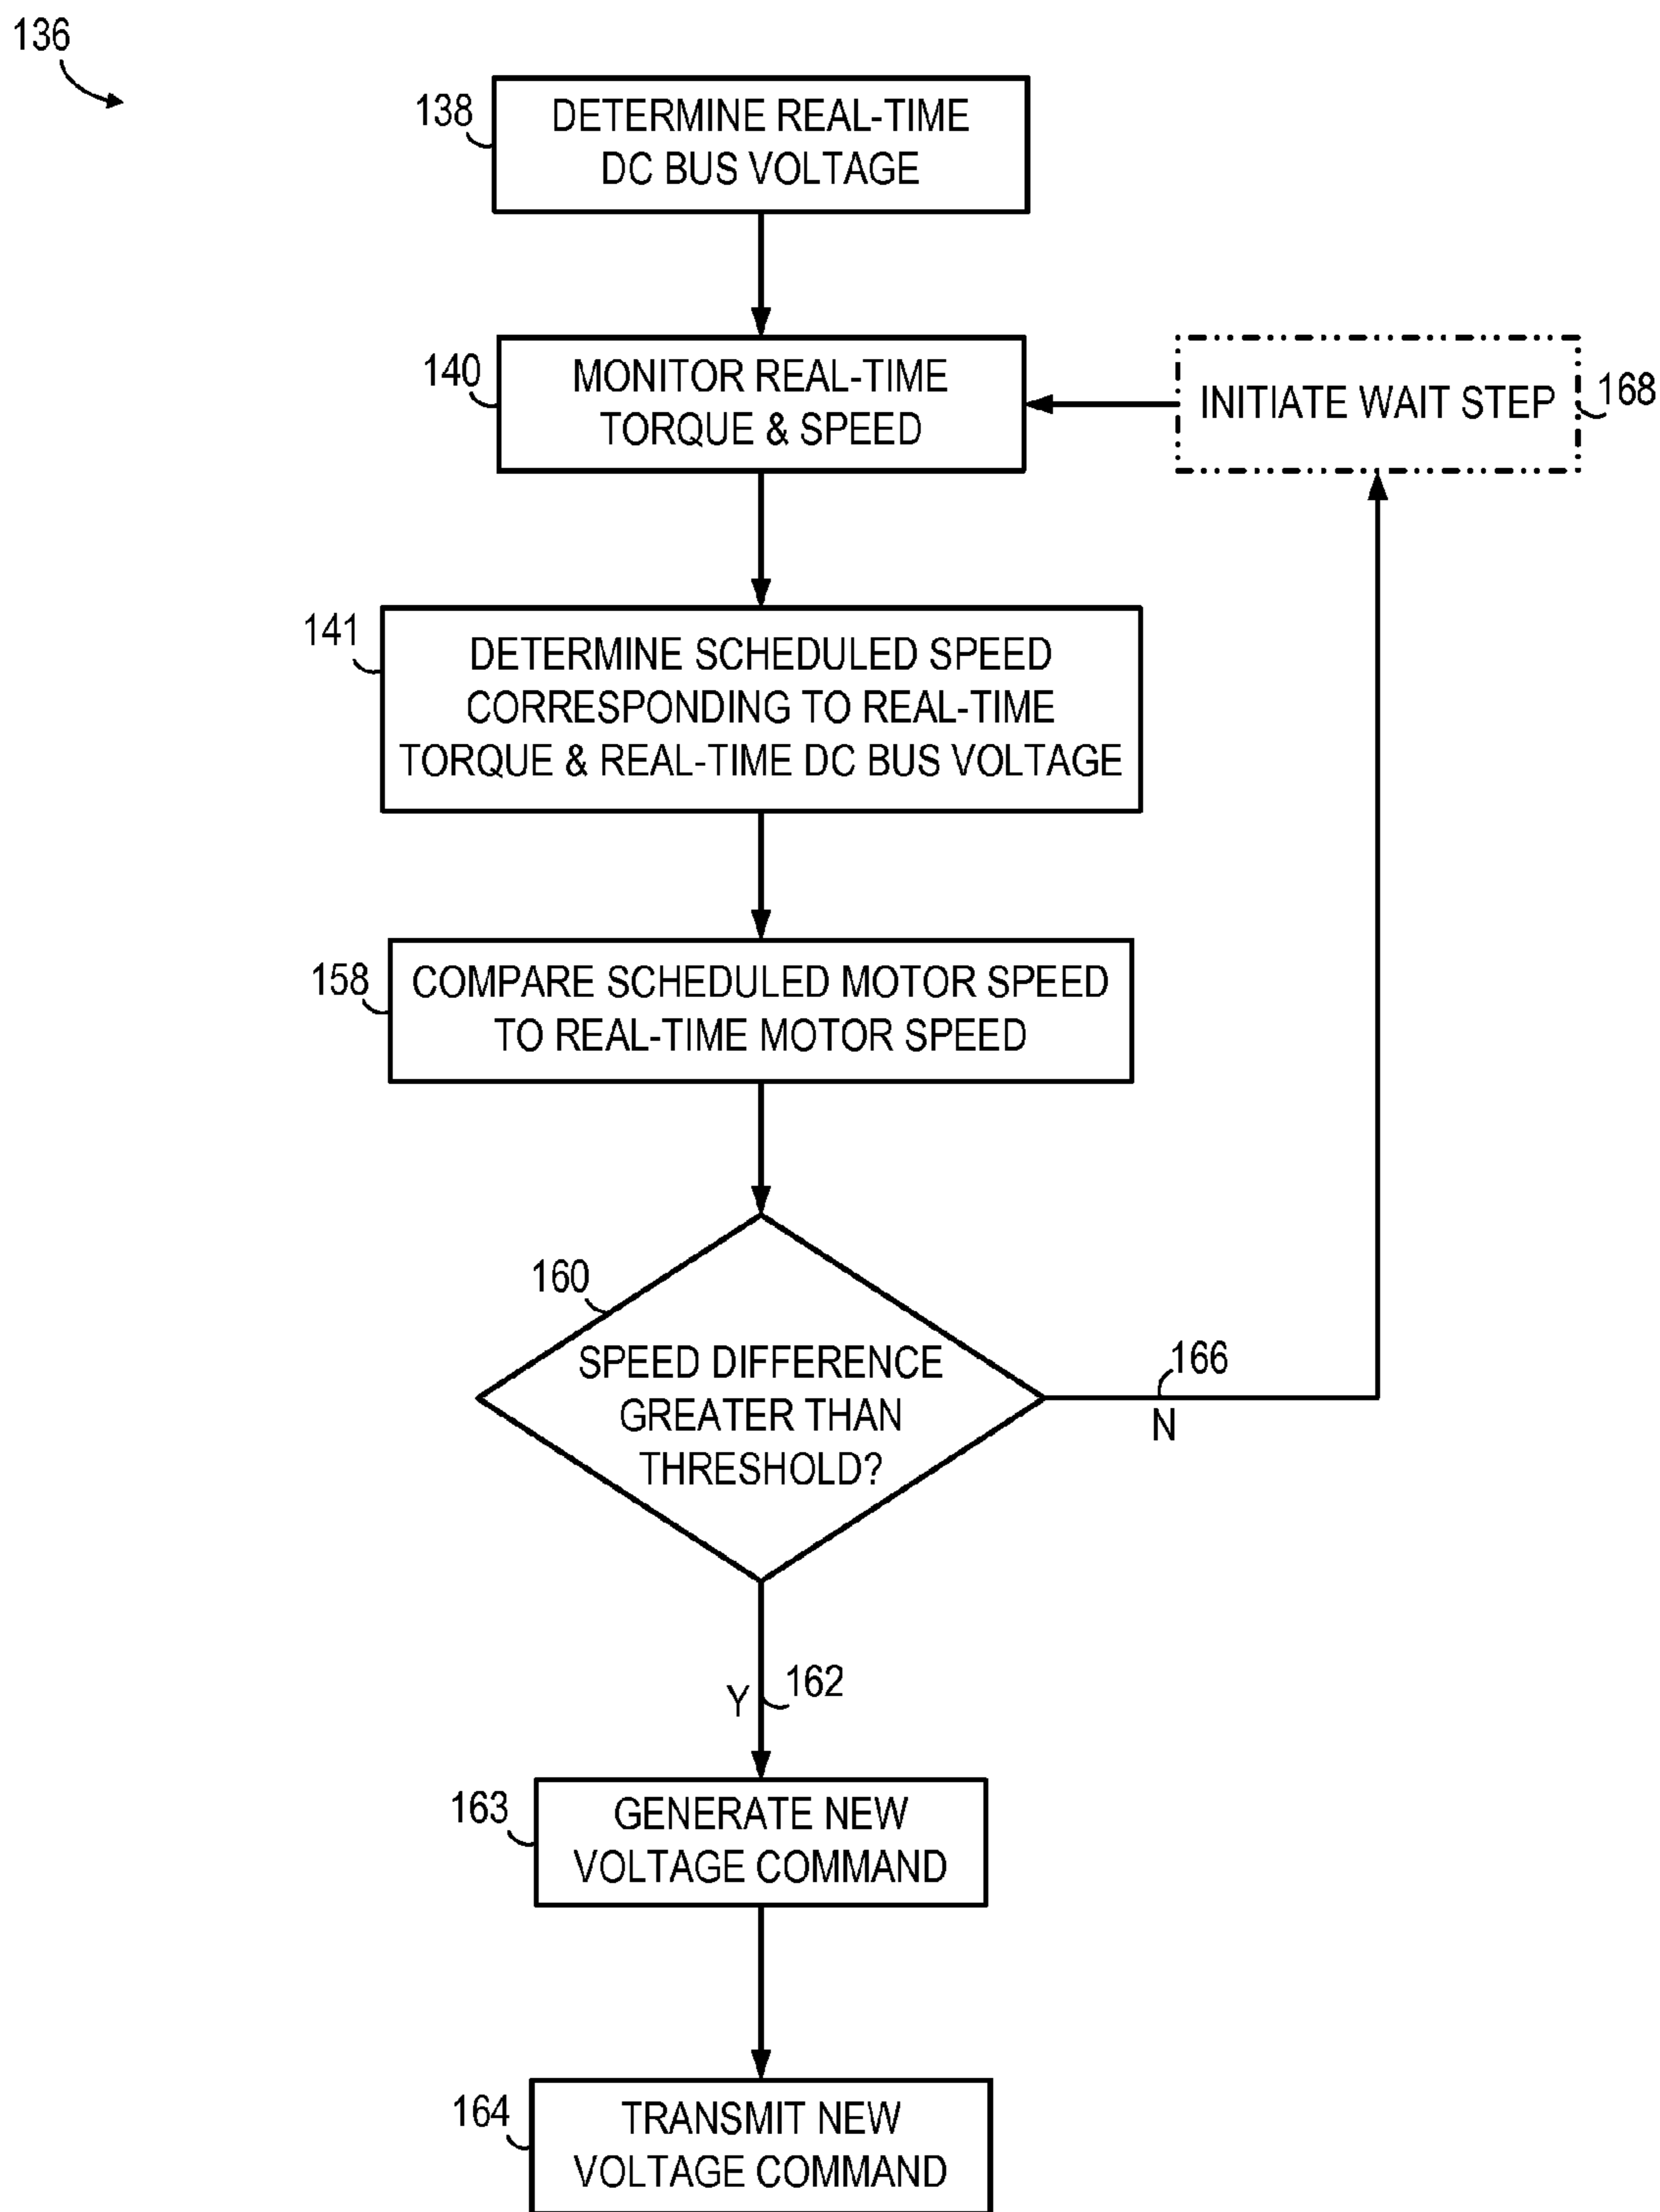 136
138
DETERMINE REAL-TIME
DC BUS VOLTAGE
140
MONITOR REAL-TIME
TORQUE & SPEED
INITIATE WAIT STEP
168
141
DETERMINE SCHEDULED SPEED
CORRESPONDING TO REAL-TIME
TORQUE & REAL-TIME DC BUS VOLTAGE
158
COMPARE SCHEDULED MOTOR SPEED
TO REAL-TIME MOTOR SPEED
160
SPEED DIFFERENCE
GREATER THAN
THRESHOLD?
166
N
Y
162
163
GENERATE NEW
VOLTAGE COMMAND
164
TRANSMIT NEW
VOLTAGE COMMAND